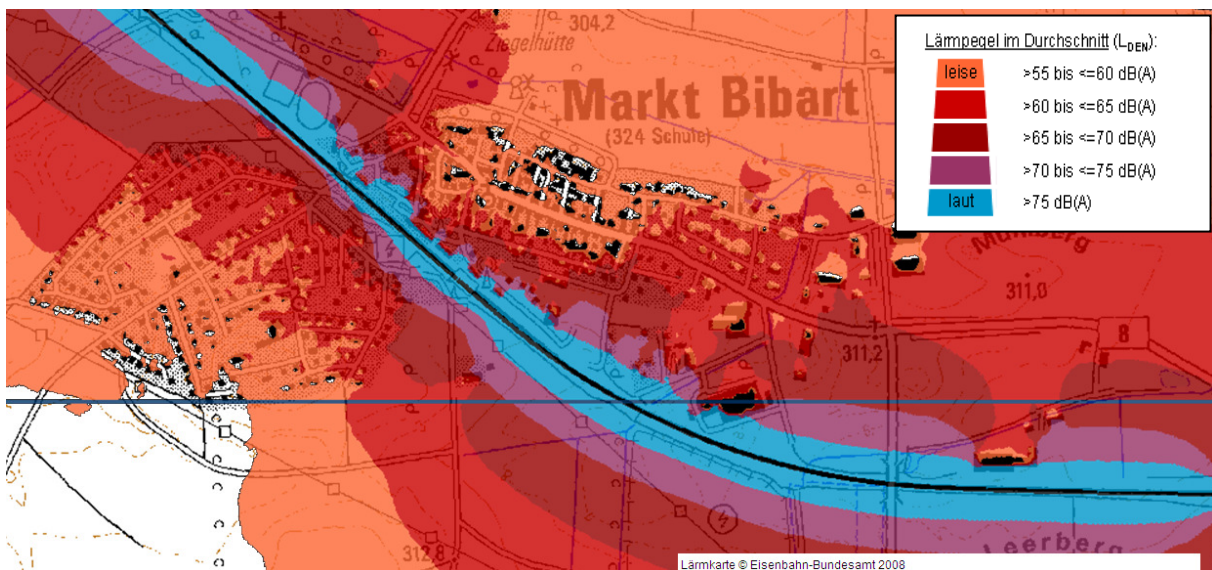 304,2
Ziegelhütte
Markt Bibart
(324 Schule)
Lärmpegel im Durchschnitt (LDEN):
leise >55 bis <=60 dB(A)
>60 bis <=65 dB(A)
>65 bis <=70 dB(A)
>70 bis <=75 dB(A)
laut >75 dB(A)
311,0
8
311,2
312,8
Leerberg
Lärmkarte © Eisenbahn-Bundesamt 2008